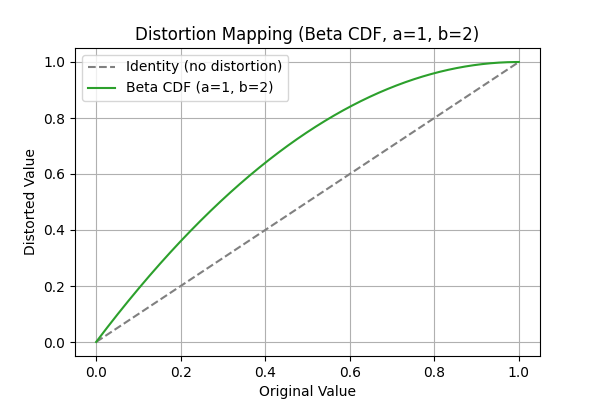 Distortion Mapping (Beta CDF, a=1, b=2)
Identity (no distortion)
Beta CDF (a=1, b=2)
Distorted Value
1.0
0.8
0.6
0.4
0.2
0.0
0.0 0.2 0.4 0.6 0.8 1.0
Original Value